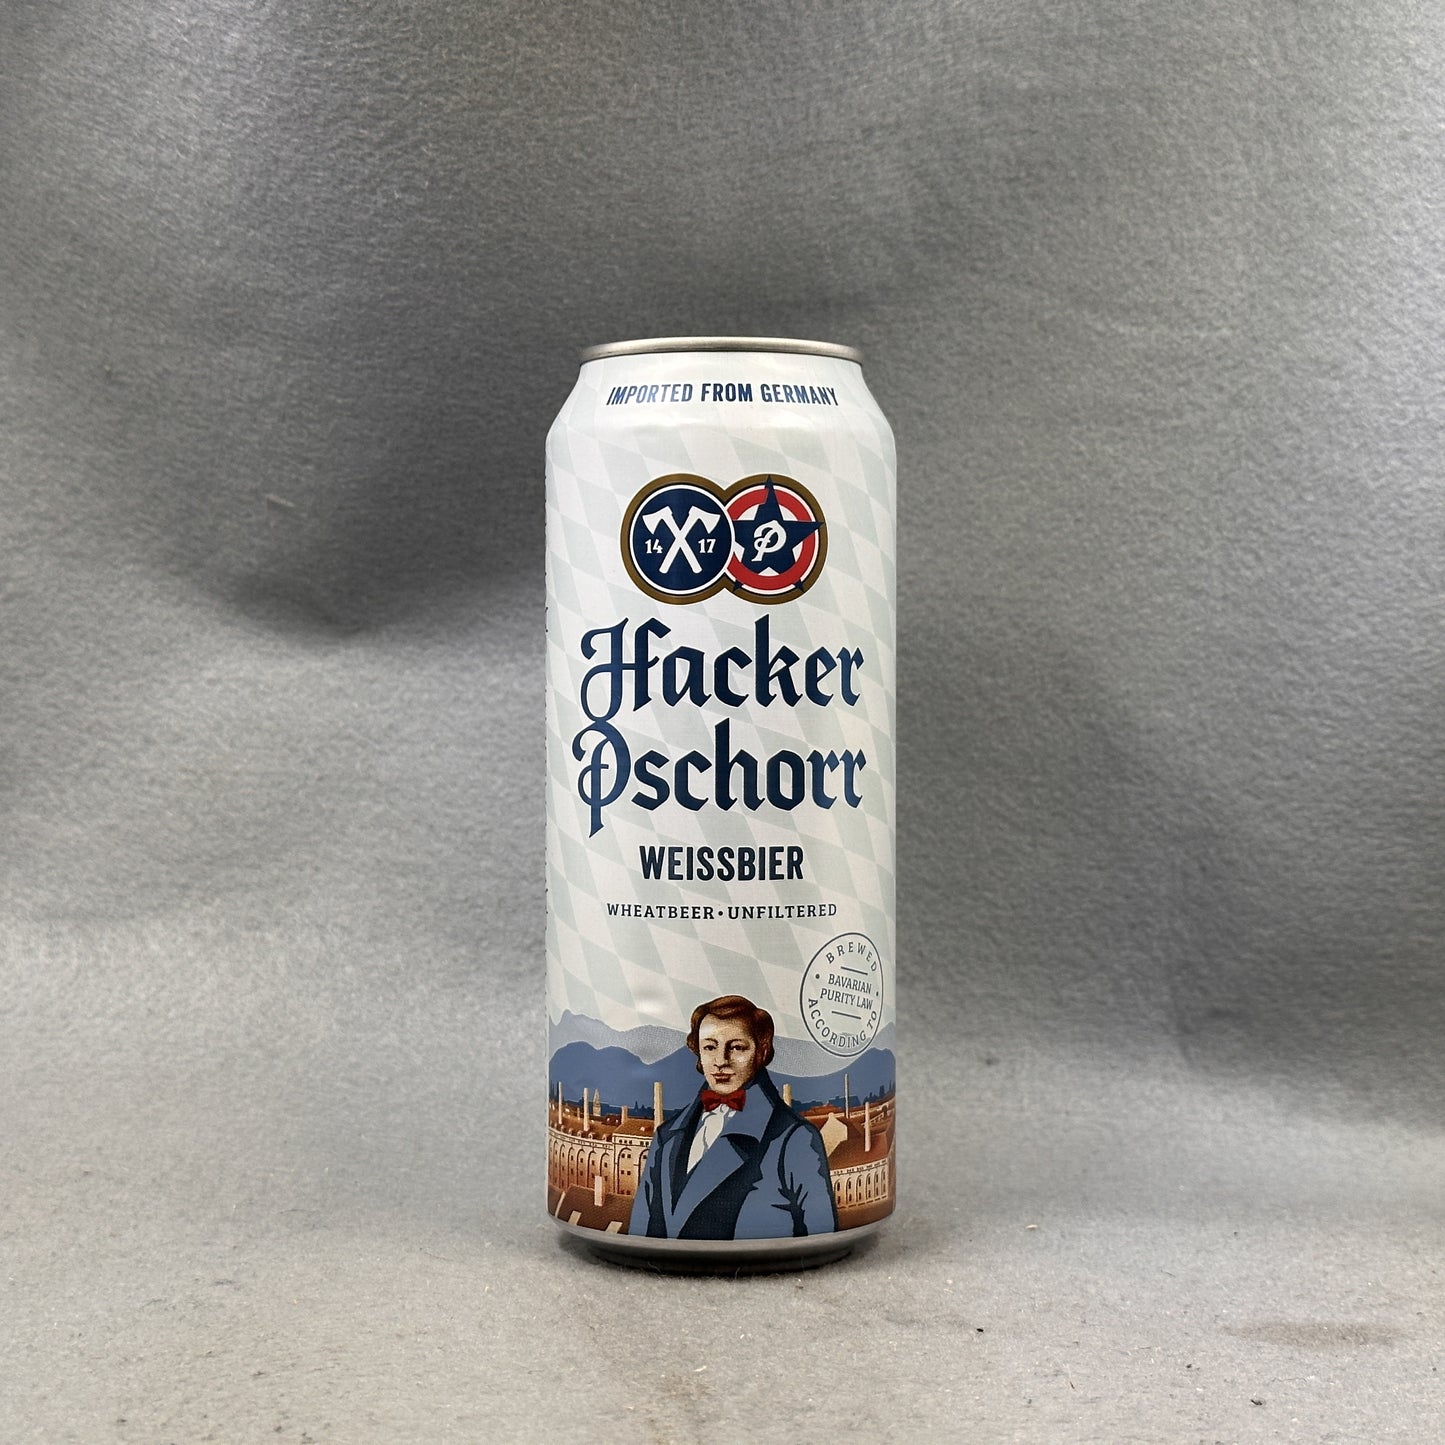 IMPORTED FROM GERMANY
14 17
P
Hacker
Pschorr
WEISSBIER
WHEATBEER • UNFILTERED
BREWED
BAVARIAN
PURITY LAW
ACCORDING TO